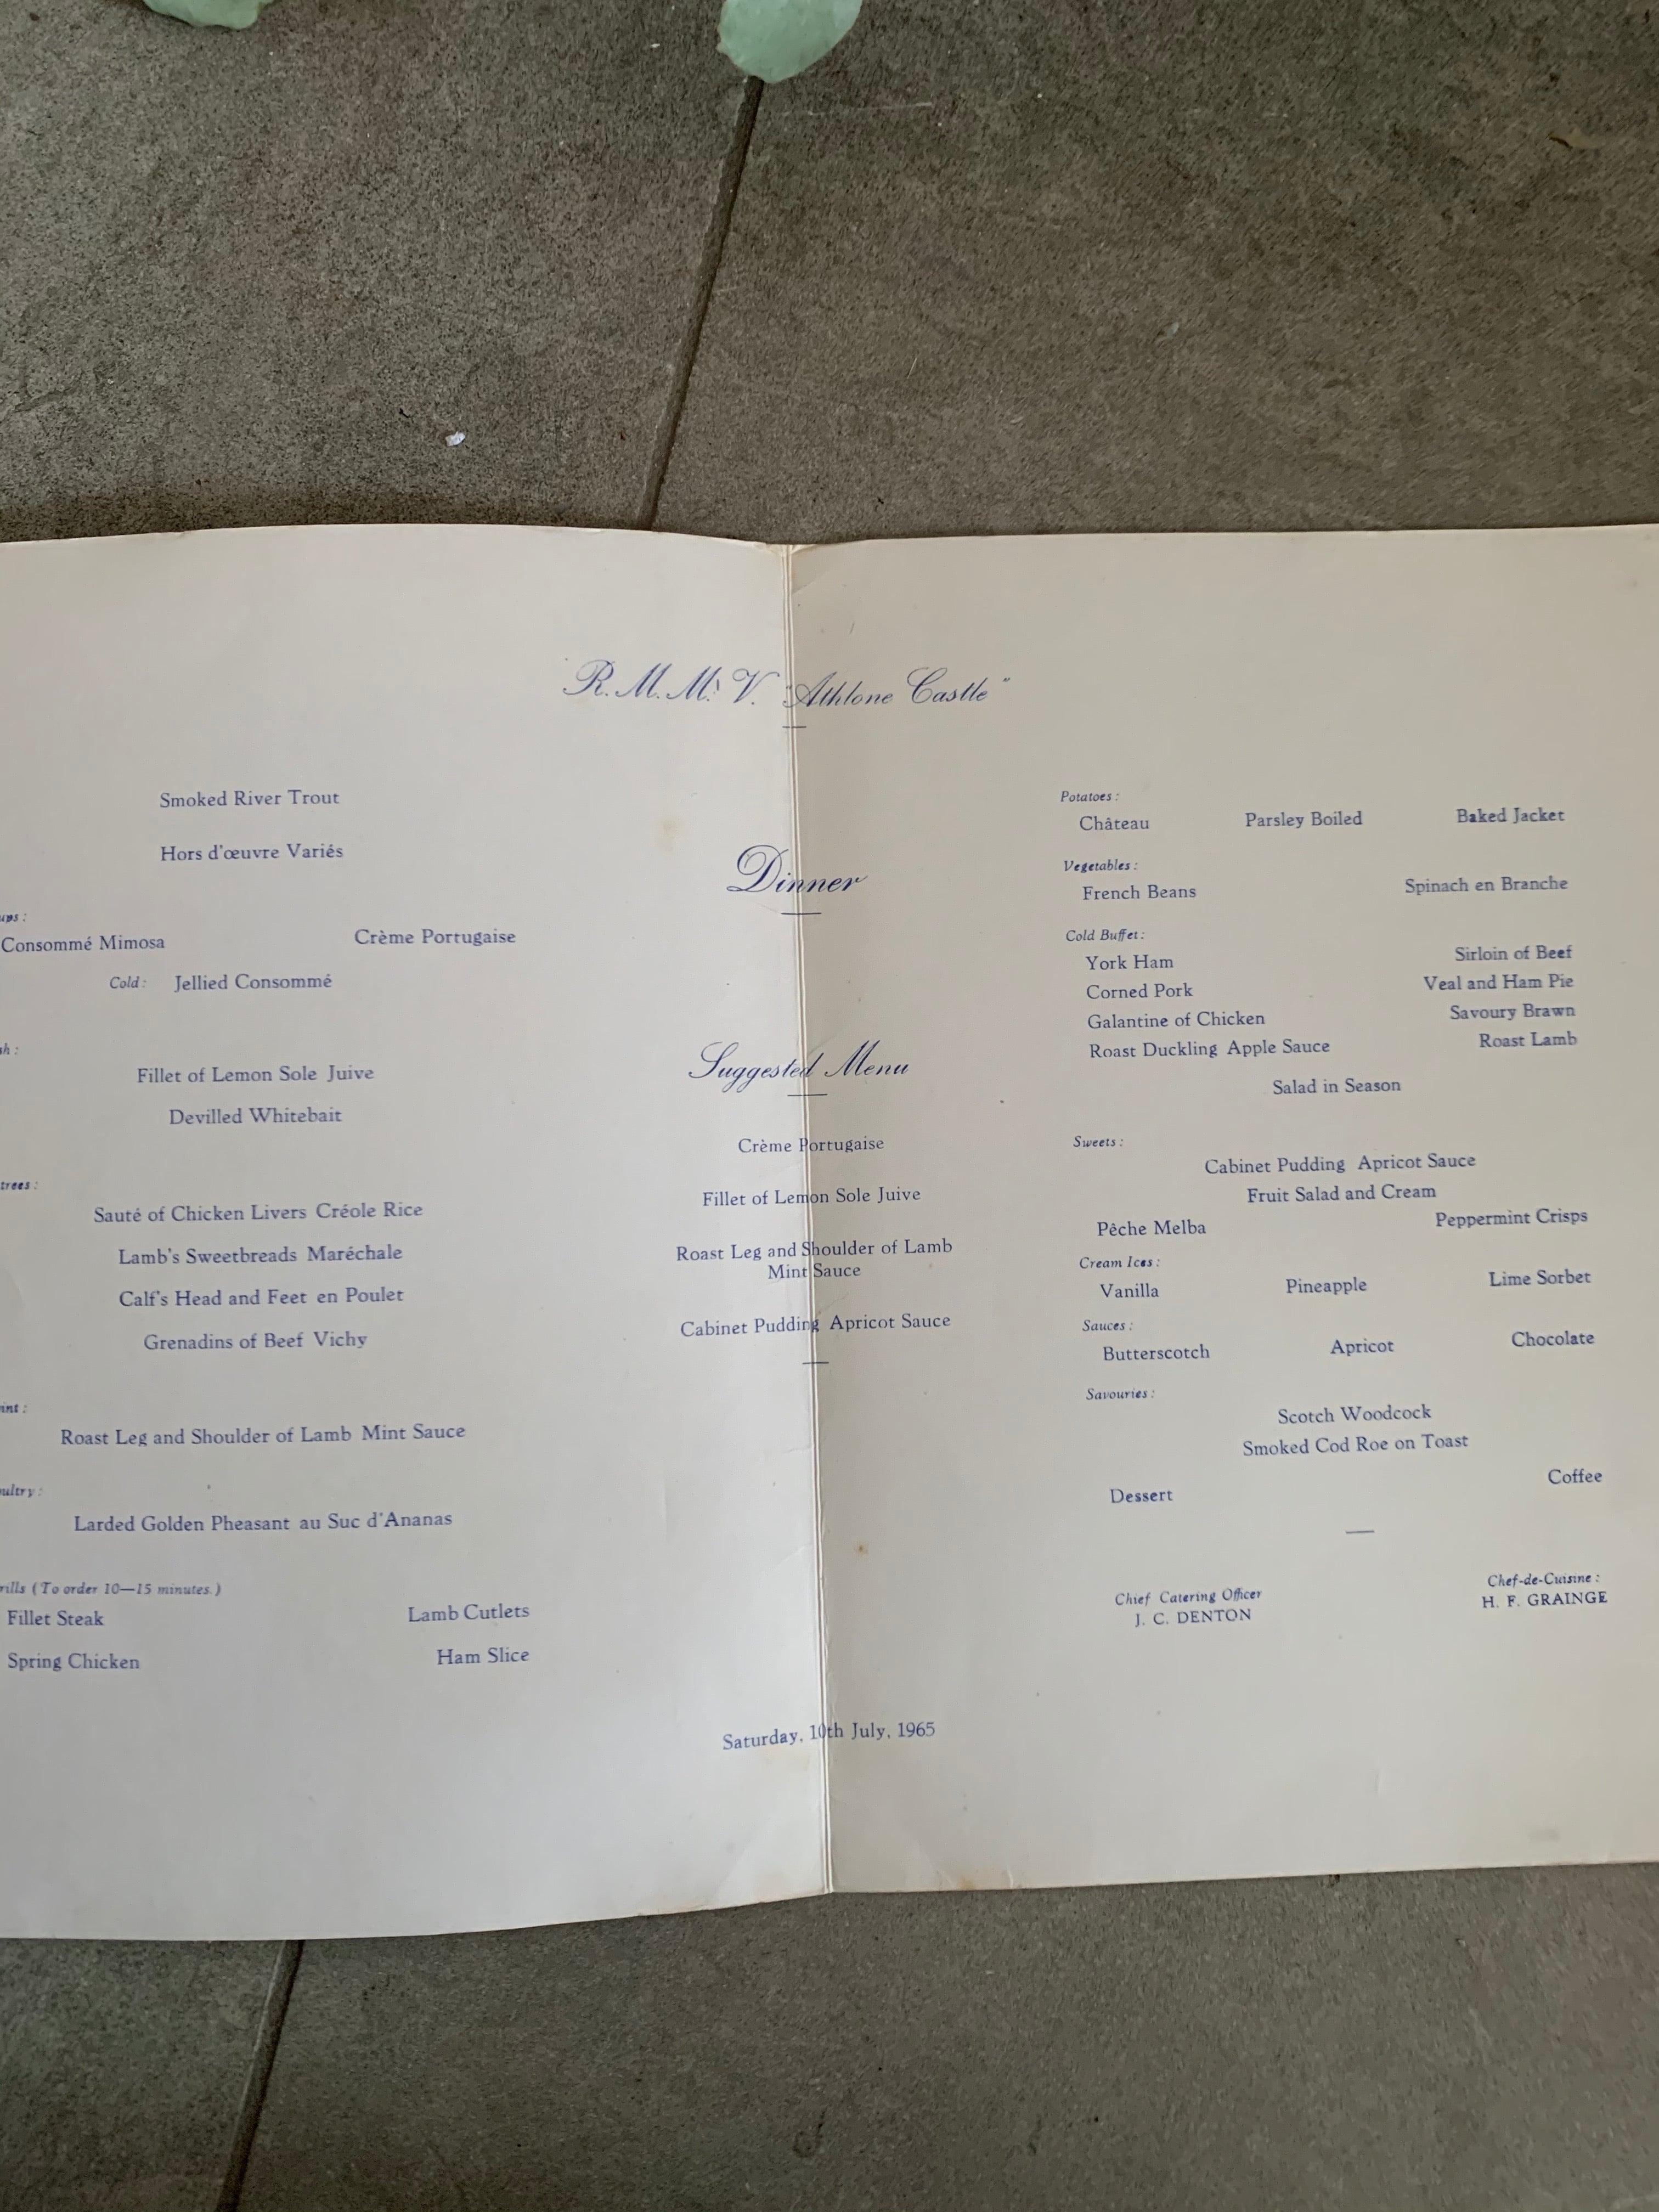 R.M.M.V. "Athlone Castle"
Smoked River Trout
Hors d'œuvre Variés
ups:
Consommé Mimosa Crème Portugaise
Cold: Jellied Consommé
h:
Fillet of Lemon Sole Juive
Devilled Whitebait
trees:
Sauté of Chicken Livers Créole Rice
Lamb's Sweetbreads Maréchale
Calf's Head and Feet en Poulet
Grenadins of Beef Vichy
int:
Roast Leg and Shoulder of Lamb Mint Sauce
ultry:
Larded Golden Pheasant au Suc d'Ananas
rills (To order 10—15 minutes.)
Fillet Steak Lamb Cutlets
Spring Chicken Ham Slice
Dinner
Suggested Menu
Crème Portugaise
Fillet of Lemon Sole Juive
Roast Leg and Shoulder of Lamb
Mint Sauce
Cabinet Pudding Apricot Sauce
Saturday, 10th July, 1965
Potatoes:
Château Parsley Boiled Baked Jacket
Vegetables:
French Beans Spinach en Branche
Cold Buffet:
York Ham Sirloin of Beef
Corned Pork Veal and Ham Pie
Galantine of Chicken Savoury Brawn
Roast Duckling Apple Sauce Roast Lamb
Salad in Season
Sweets:
Cabinet Pudding Apricot Sauce
Fruit Salad and Cream
Pêche Melba Peppermint Crisps
Cream Ices:
Vanilla Pineapple Lime Sorbet
Sauces:
Butterscotch Apricot Chocolate
Savouries:
Scotch Woodcock
Smoked Cod Roe on Toast
Dessert Coffee
Chief Catering Officer Chef-de-Cuisine:
J. C. DENTON H. F. GRAINGE